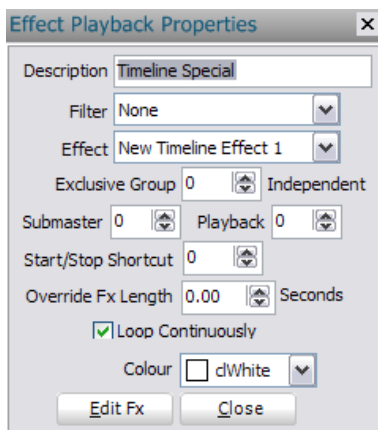 Effect Playback Properties
Description Timeline Special
Filter None
Effect New Timeline Effect 1
Exclusive Group 0 Independent
Submaster 0 Playback 0
Start/Stop Shortcut 0
Override Fx Length 0.00 Seconds
Loop Continuously
Colour clWhite
Edit Fx Close